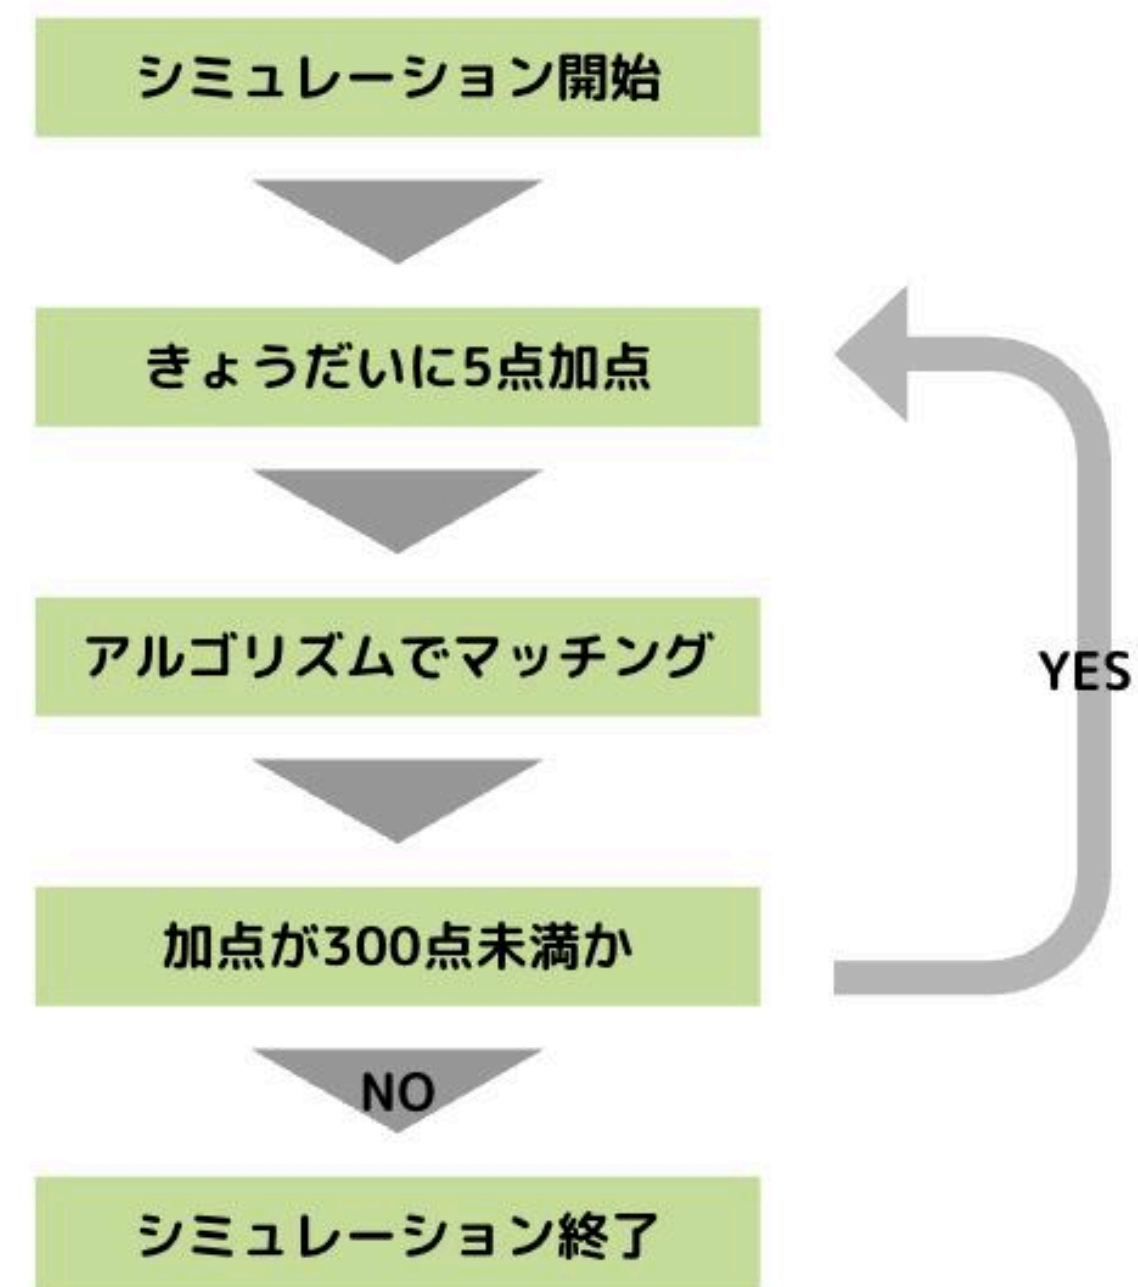 シミュレーション開始
きょうだいに5点加点
アルゴリズムでマッチング
YES
加点が300点未満か
NO
シミュレーション終了